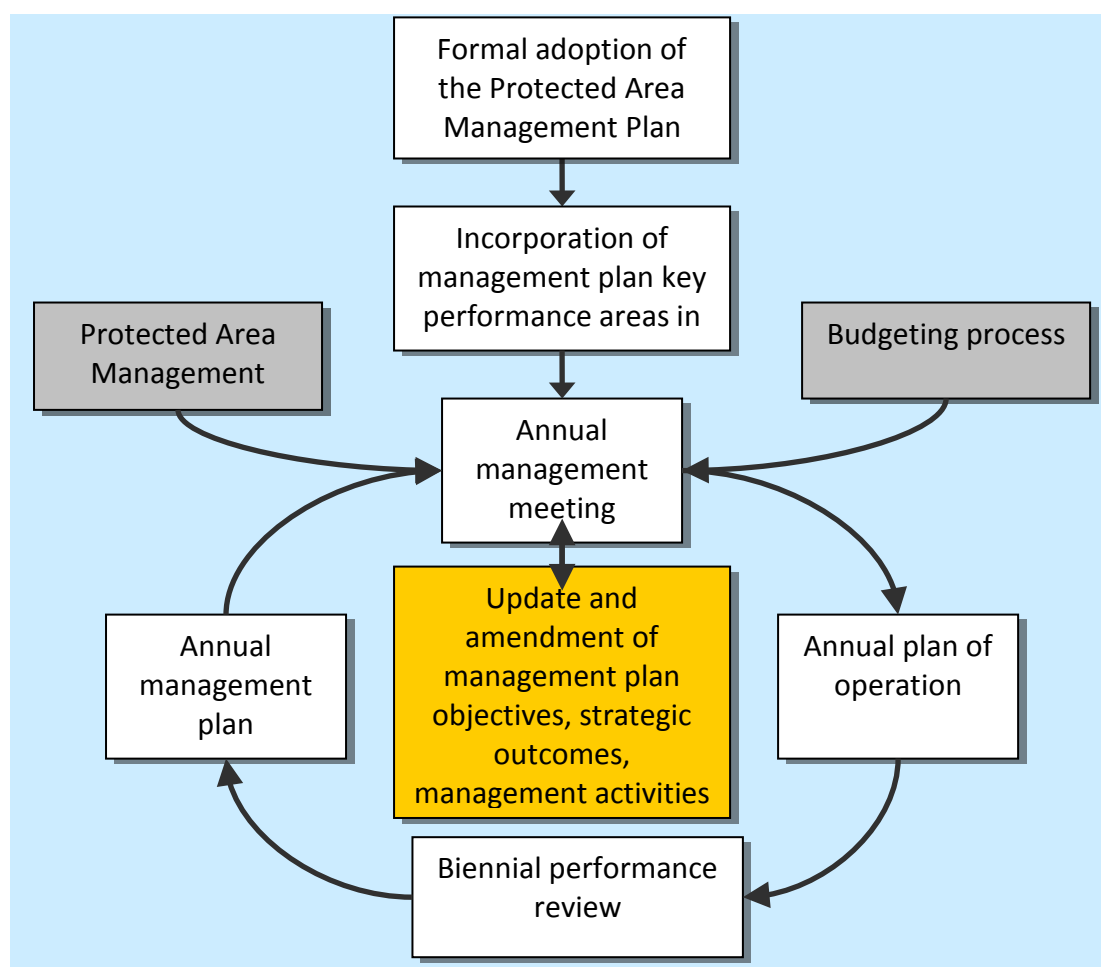 Formal adoption of
the Protected Area
Management Plan
Incorporation of
management plan key
performance areas in
Protected Area
Management
Budgeting process
Annual
management
meeting
Update and
amendment of
management plan
objectives, strategic
outcomes,
management activities
Annual
management
plan
Annual plan of
operation
Biennial performance
review